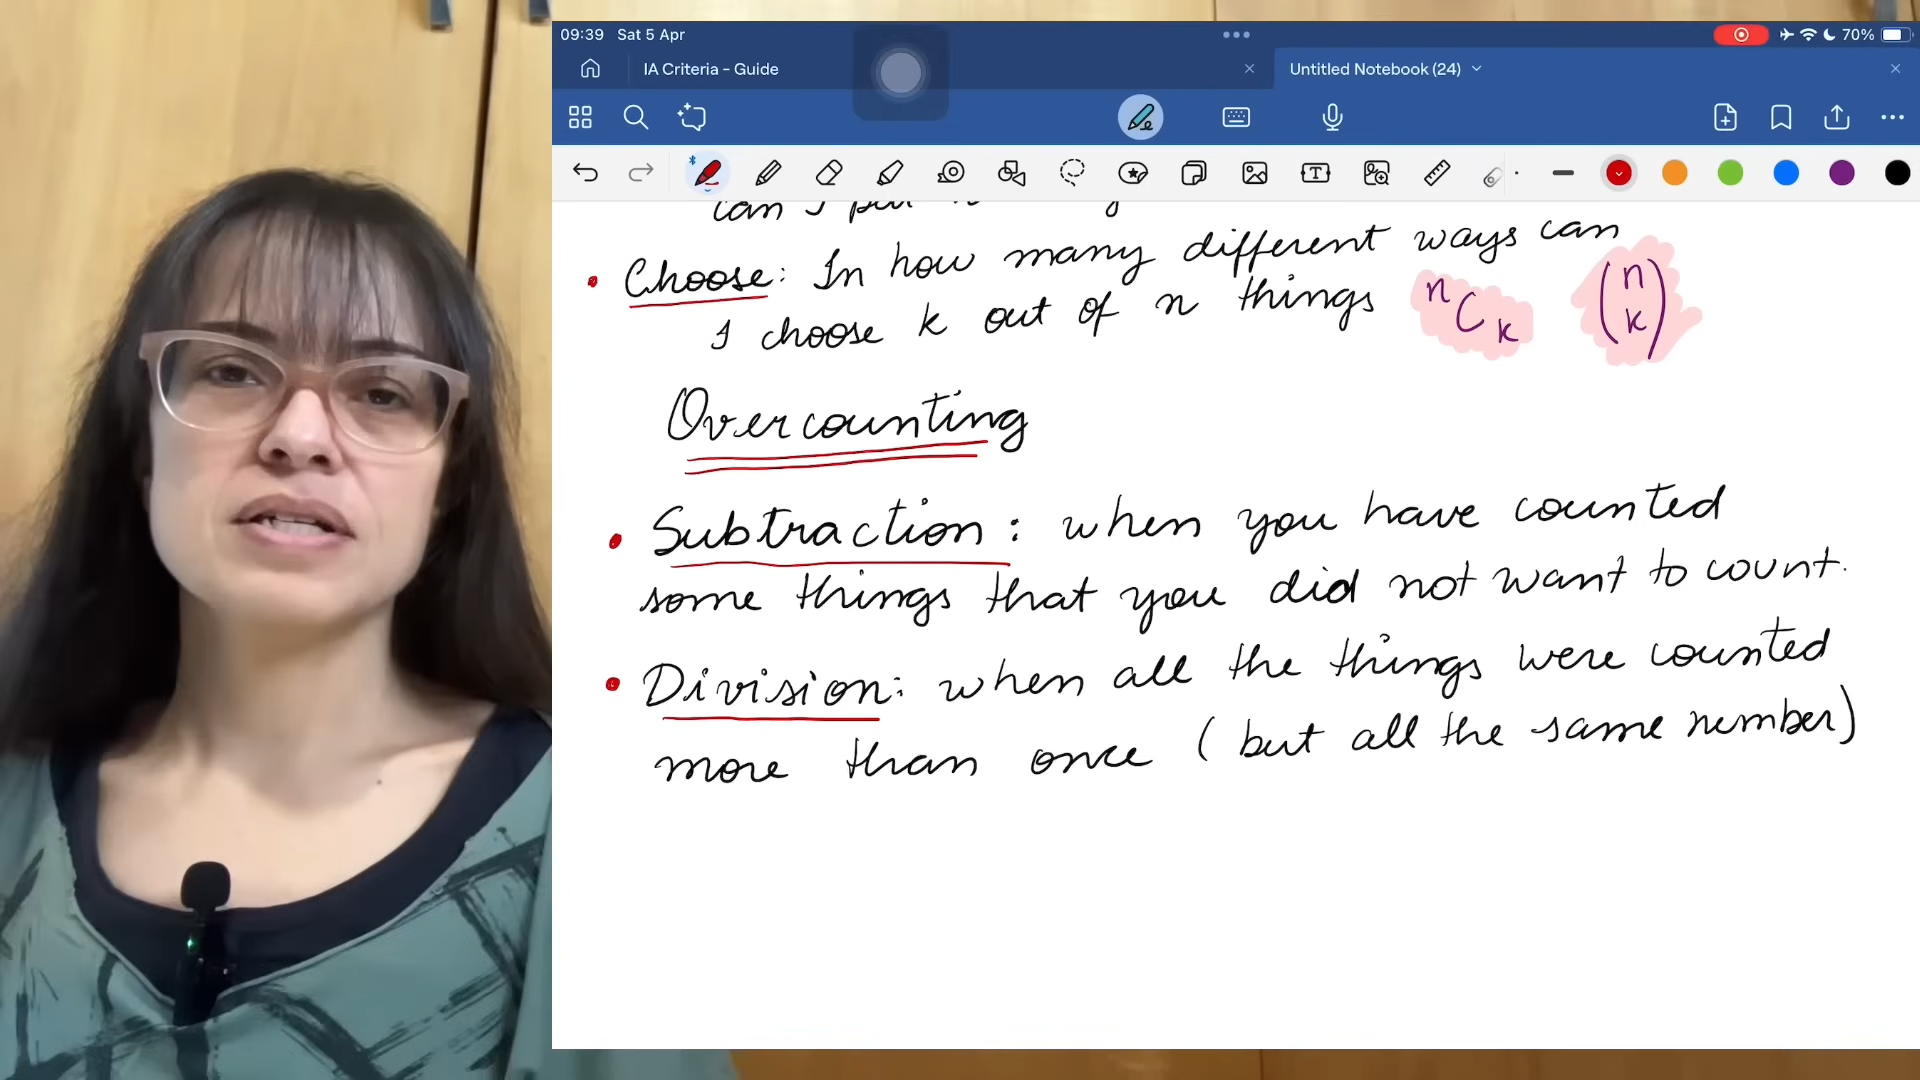 09:39 Sat 5 Apr
70%
IA Criteria – Guide
Untitled Notebook (24)
can I put
• Choose: In how many different ways can
I choose k out of n things nCk (n k)
Overcounting
• Subtraction: when you have counted
some things that you did not want to count.
• Division: when all the things were counted
more than once (but all the same number)